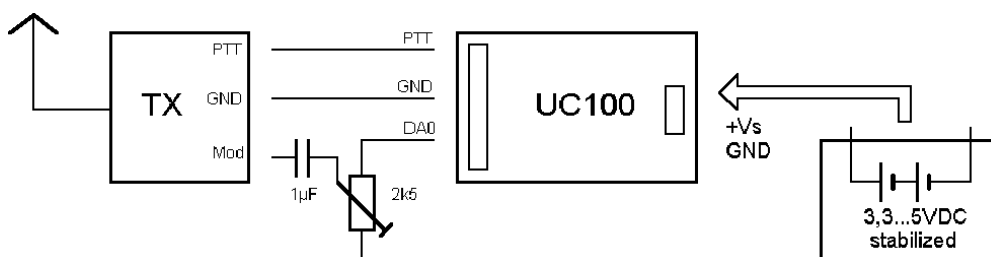 PTT
GND
TX
Mod
1µF
2k5
PTT
GND
DA0
UC100
+Vs
GND
3,3...5VDC
stabilized